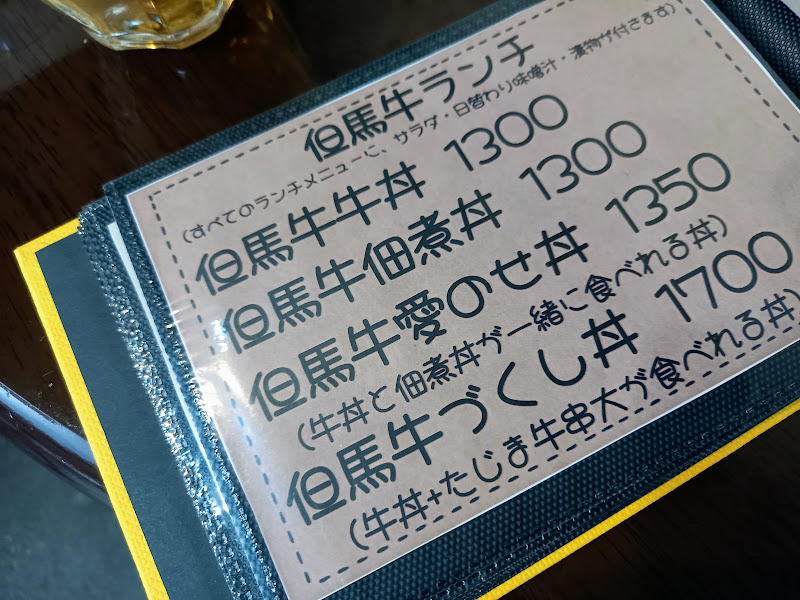 但馬牛ランチ
(すべてのランチメニューに、サラダ・日替わり味噌汁・漬物が付きます)
但馬牛牛丼 1300
但馬牛佃煮丼 1300
但馬牛愛のせ丼 1350
(牛丼と佃煮丼が一緒に食べれる丼)
但馬牛づくし丼 1700
(牛丼+たじま牛串大が食べれる丼)